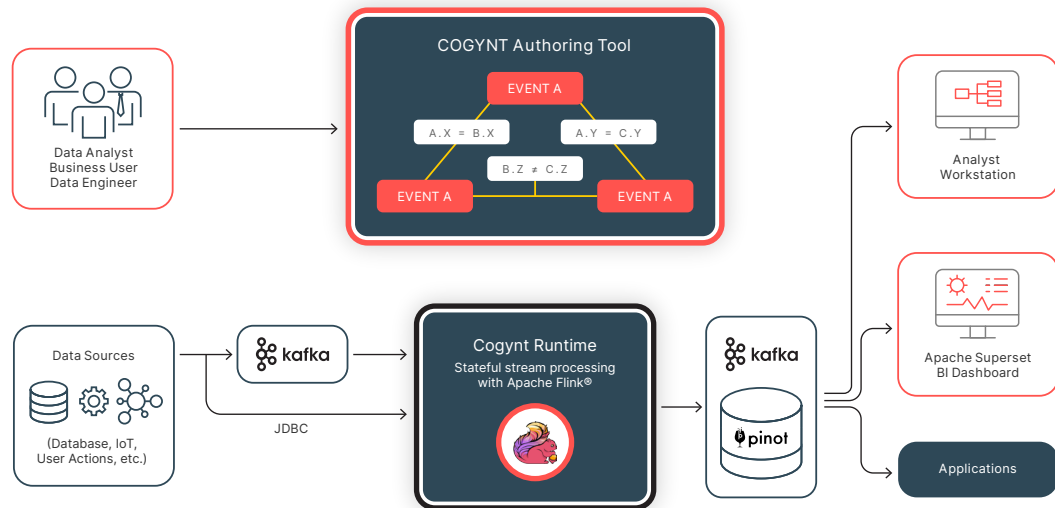 COGYNT Authoring Tool
EVENT A
A.X = B.X
A.Y = C.Y
B.Z ≠ C.Z
EVENT A
EVENT A
Data Analyst
Business User
Data Engineer
Analyst
Workstation
Data Sources
(Database, IoT,
User Actions, etc.)
kafka
JDBC
Cogynt Runtime
Stateful stream processing
with Apache Flink®
kafka
pinot
Apache Superset
BI Dashboard
Applications